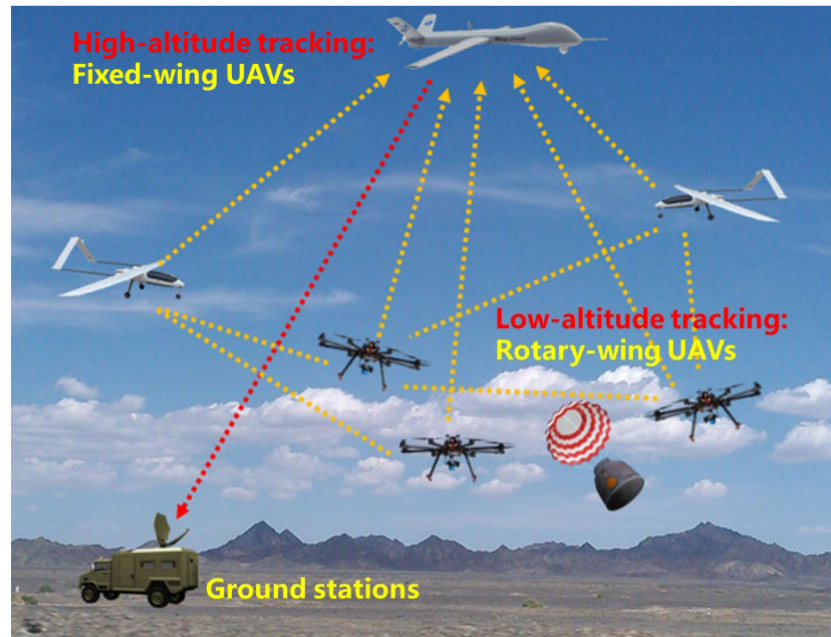 High-altitude tracking:
Fixed-wing UAVs
Low-altitude tracking:
Rotary-wing UAVs
Ground stations